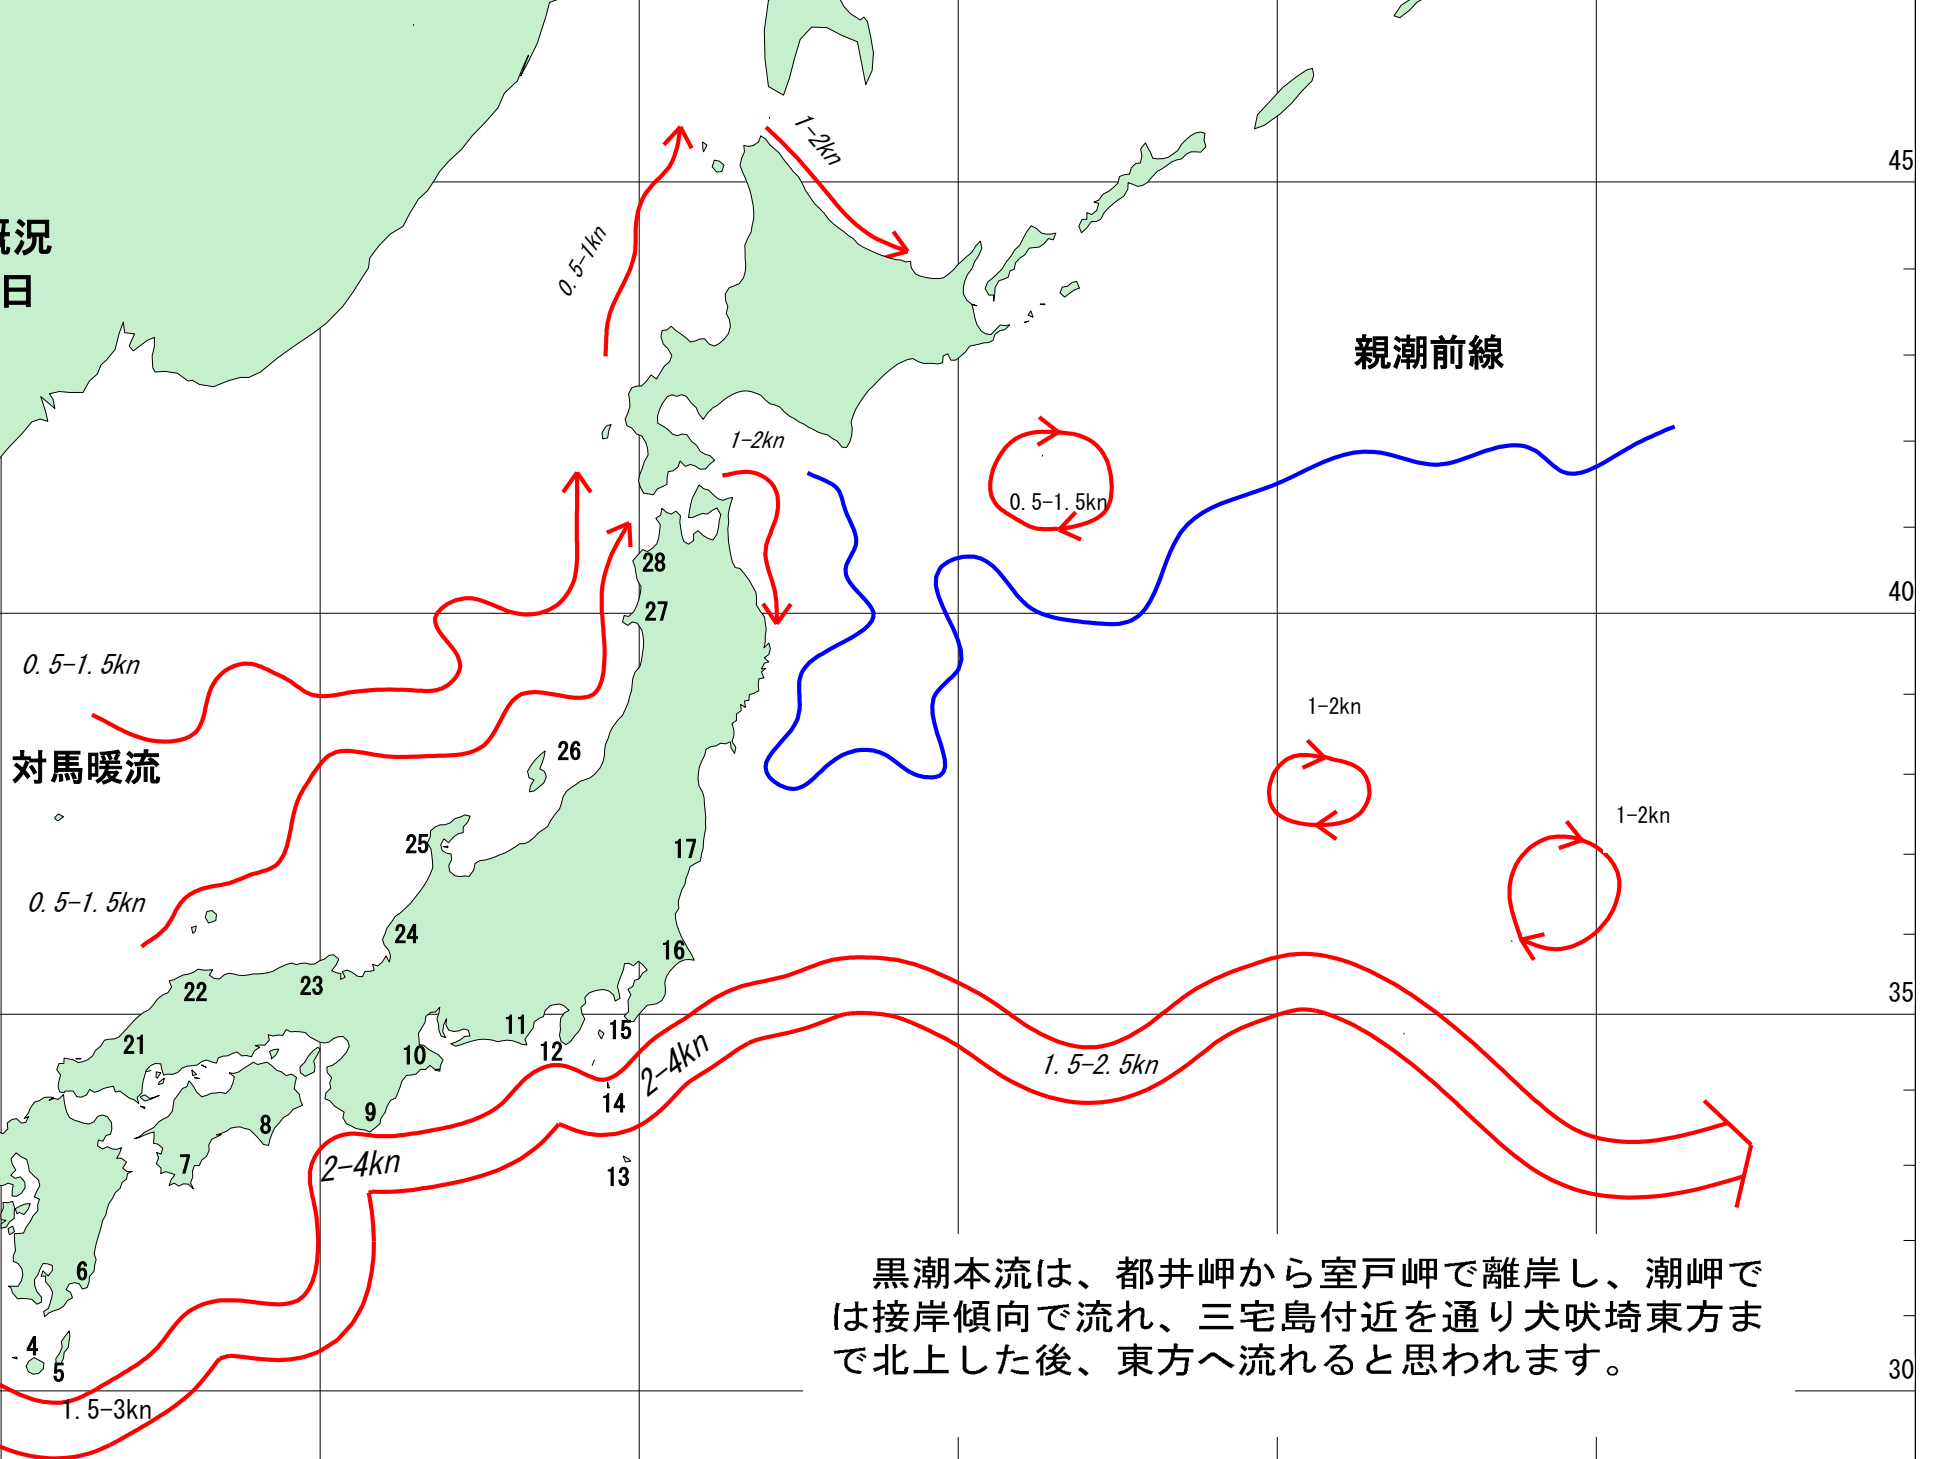 況
日
1-2kn
45
0.5-1kn
親潮前線
1-2kn
0.5-1.5kn
28
27
40
0.5-1.5kn
対馬暖流
26
1-2kn
1-2kn
25
17
0.5-1.5kn
24
16
23
22
35
21
11
12
15
10
2-4kn
1.5-2.5kn
14
9
8
7
2-4kn
13
6
黒潮本流は、都井岬から室戸岬で離岸し、潮岬で
は接岸傾向で流れ、三宅島付近を通り犬吠埼東方ま
で北上した後、東方へ流れると思われます。
4
5
30
1.5-3kn